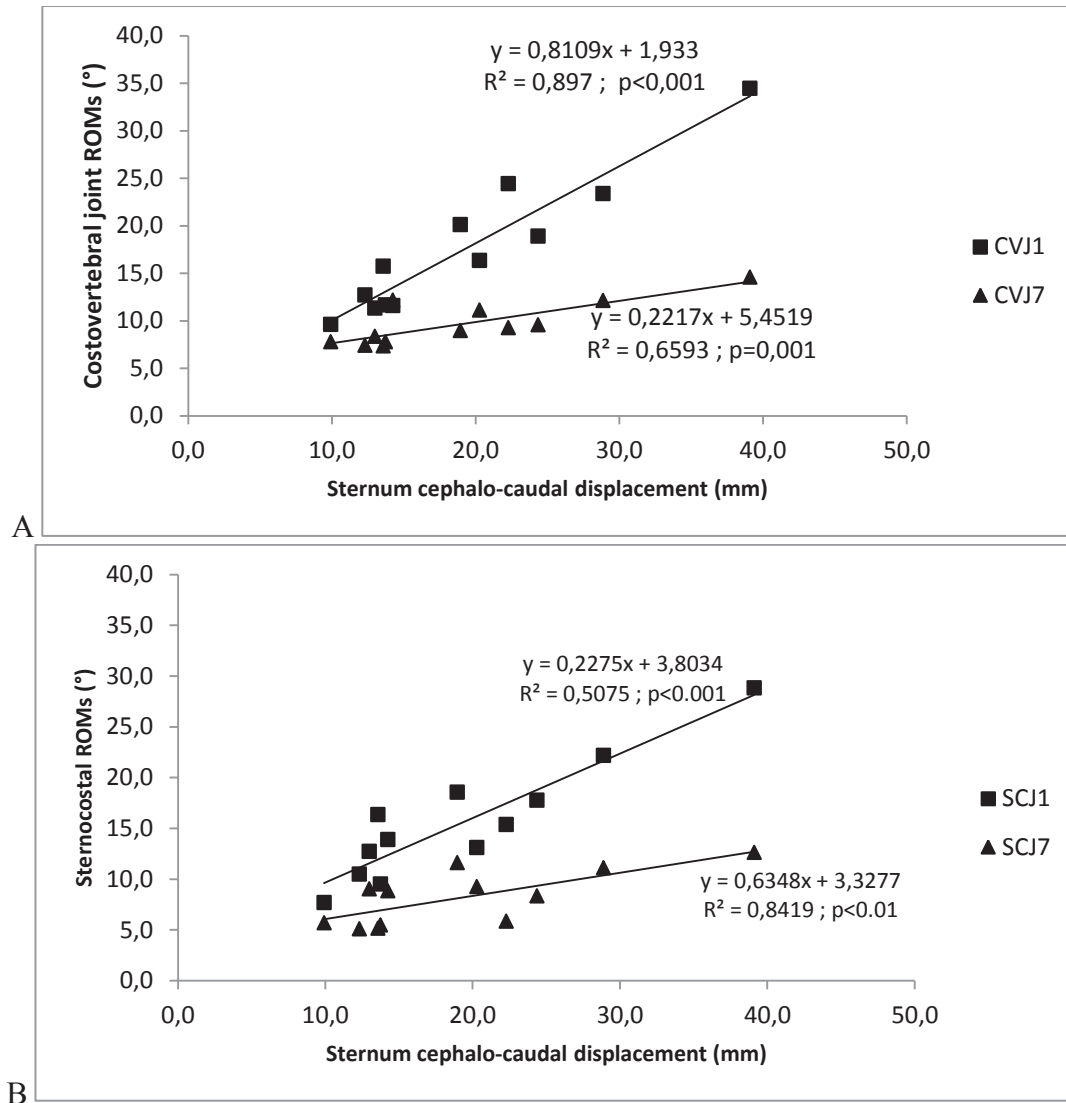 40,0
35,0
30,0
25,0
20,0
15,0
10,0
5,0
0,0
Costovertebral joint ROMs (°)
y = 0,8109x + 1,933
R² = 0,897 ; p<0,001
CVJ1
CVJ7
y = 0,2217x + 5,4519
R² = 0,6593 ; p=0,001
0,0 10,0 20,0 30,0 40,0 50,0
Sternum cephalo-caudal displacement (mm)
A
40,0
35,0
30,0
25,0
20,0
15,0
10,0
5,0
0,0
Sternocostal ROMs (°)
y = 0,2275x + 3,8034
R² = 0,5075 ; p<0.001
SCJ1
SCJ7
y = 0,6348x + 3,3277
R² = 0,8419 ; p<0.01
0,0 10,0 20,0 30,0 40,0 50,0
Sternum cephalo-caudal displacement (mm)
B